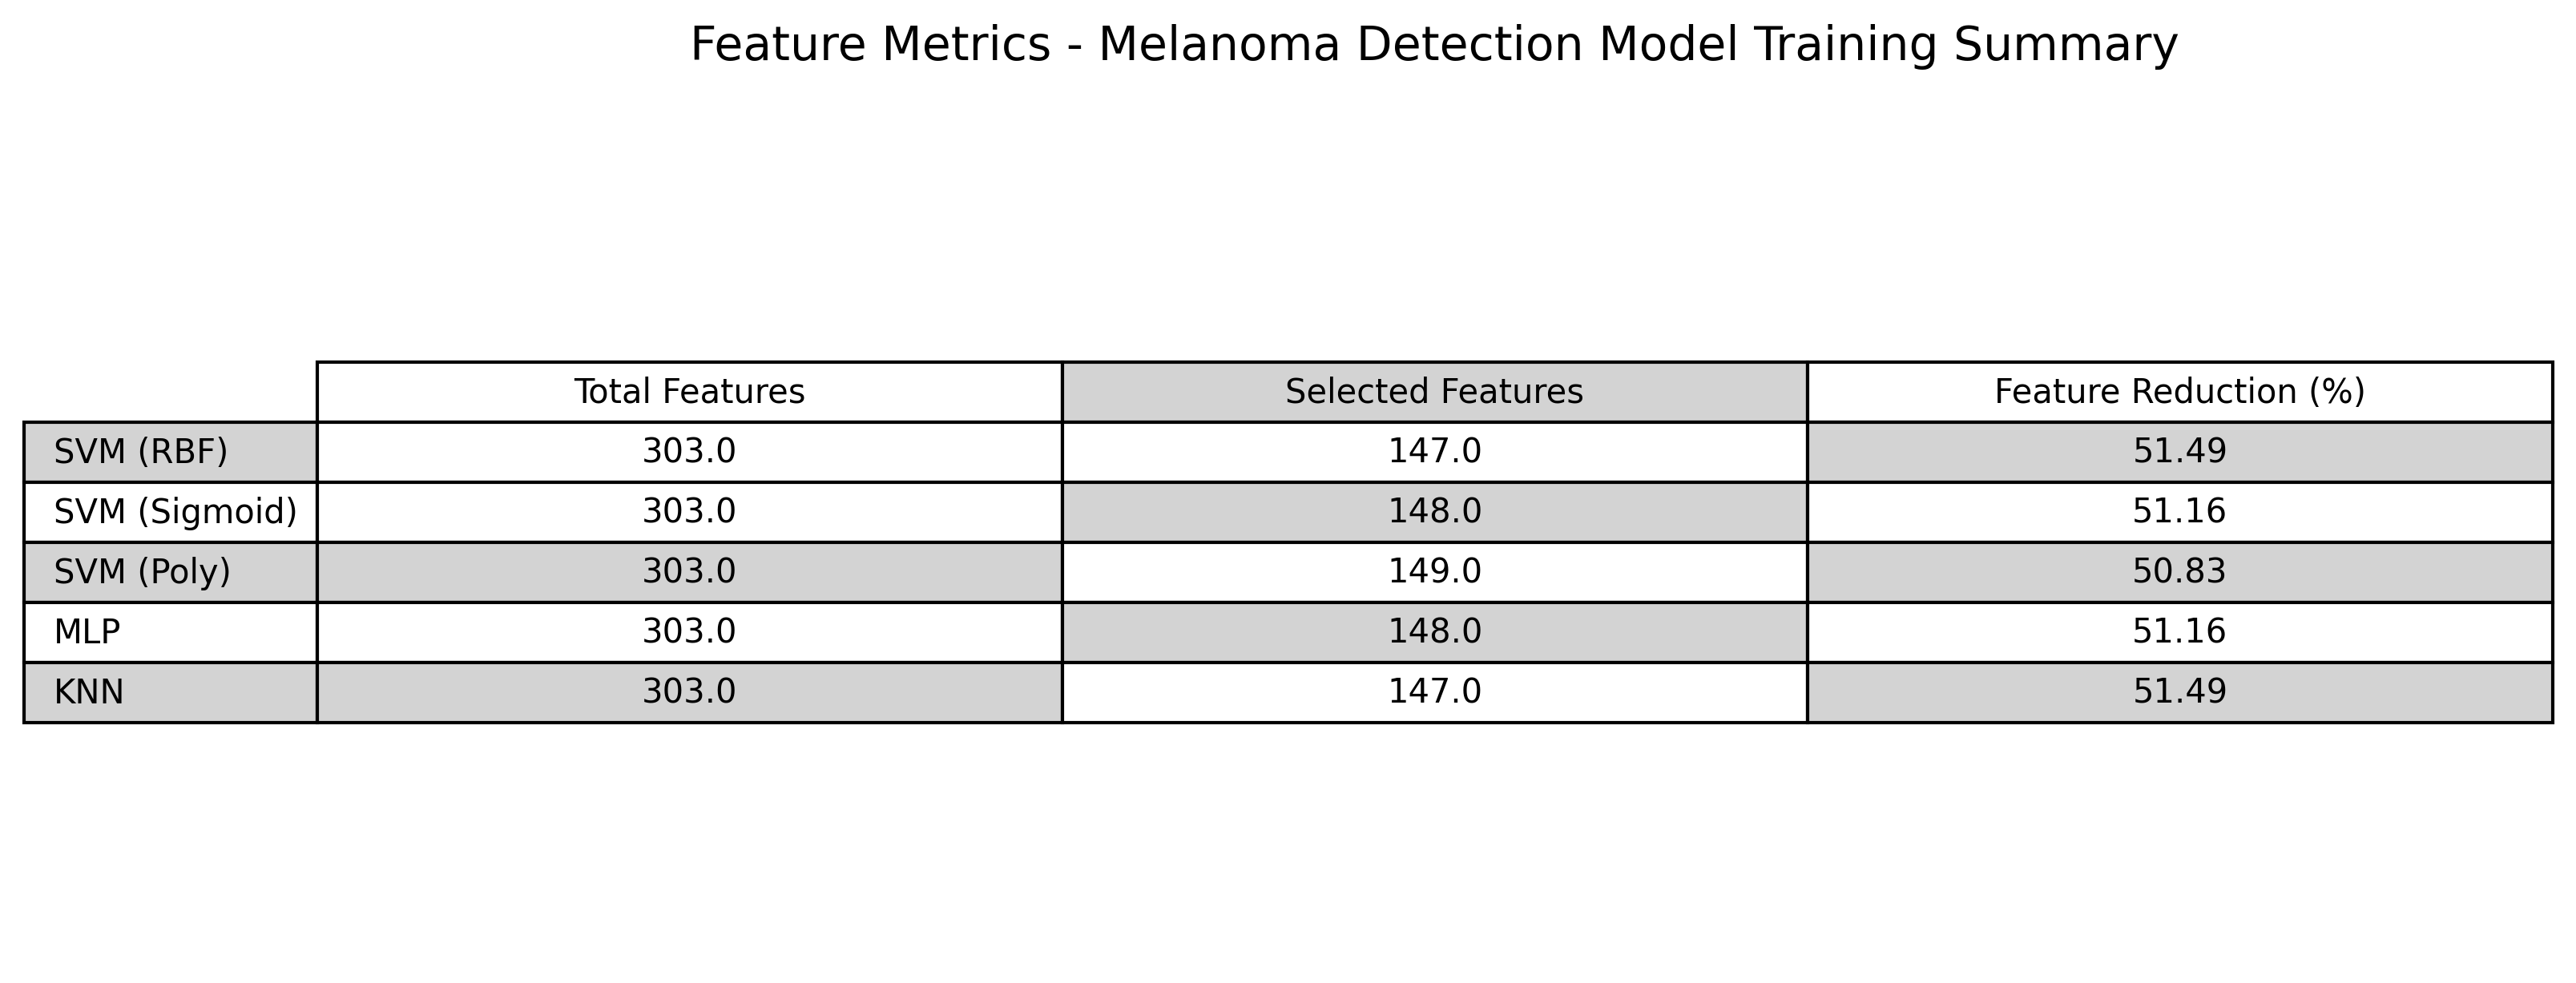 Feature Metrics - Melanoma Detection Model Training Summary
Total Features Selected Features Feature Reduction (%)
SVM (RBF) 303.0 147.0 51.49
SVM (Sigmoid) 303.0 148.0 51.16
SVM (Poly) 303.0 149.0 50.83
MLP 303.0 148.0 51.16
KNN 303.0 147.0 51.49